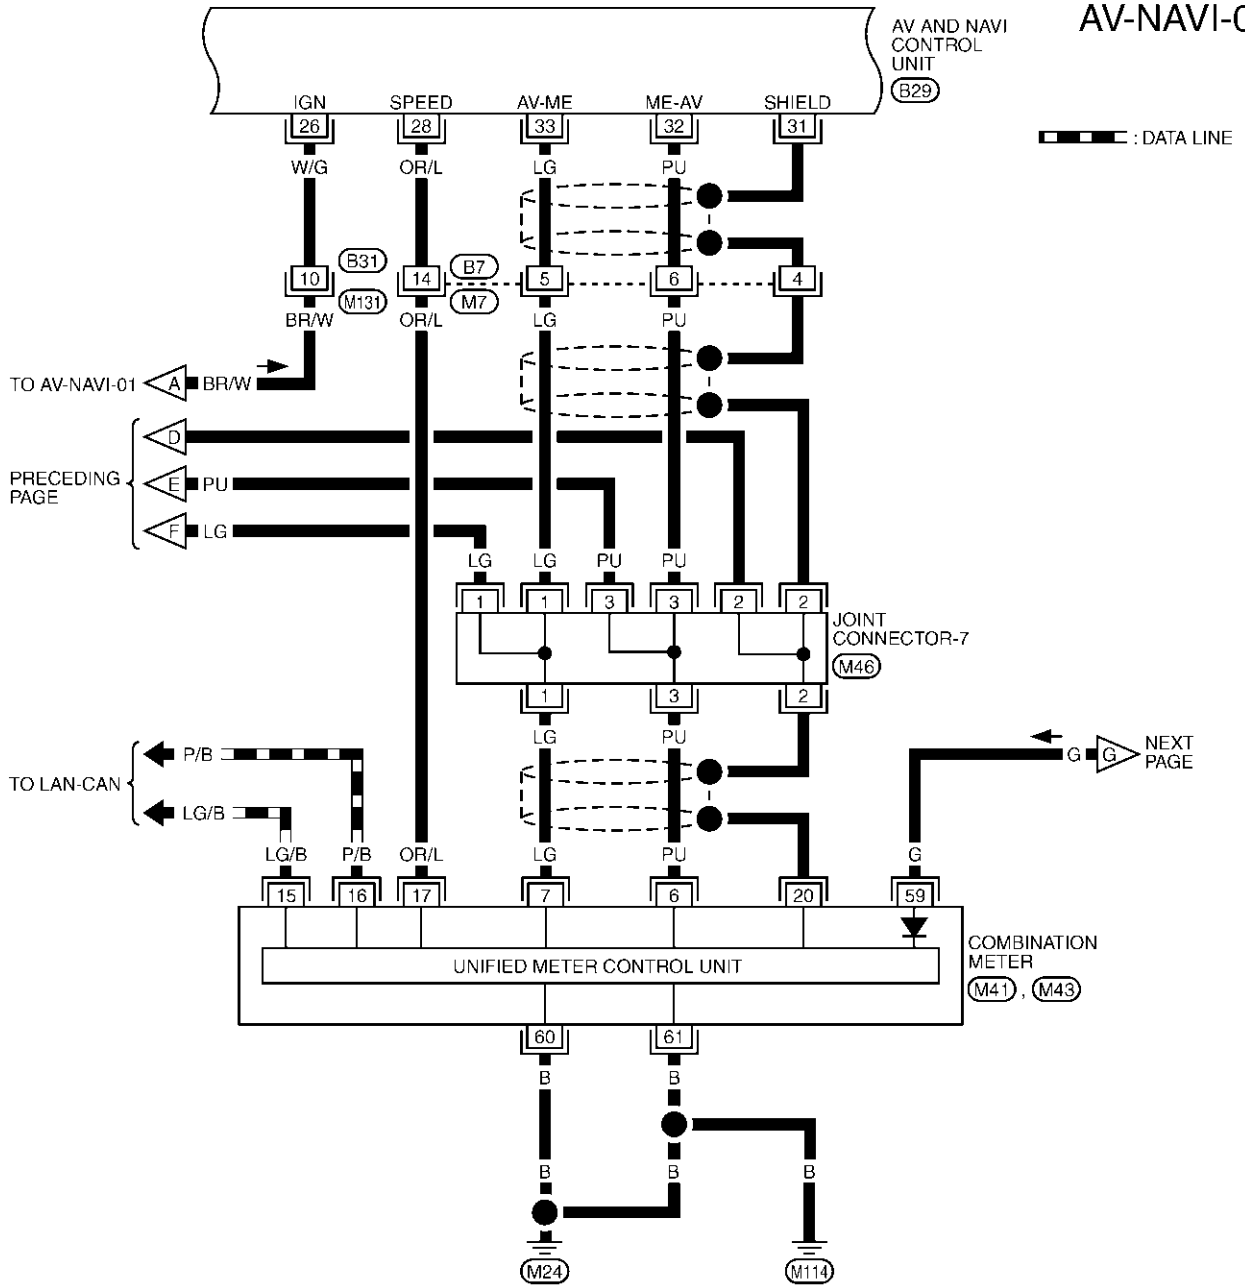 AV-NAVI-0
AV AND NAVI
CONTROL
UNIT
B29
IGN SPEED AV-ME ME-AV SHIELD
26 28 33 32 31
: DATA LINE
W/G OR/L LG PU
B31 B7
10 14 5 6 4
M131 M7
BR/W OR/L LG PU
TO AV-NAVI-01 A BR/W
D
PRECEDING
PAGE
E PU
F LG
LG LG PU PU
1 1 3 3 2 2
JOINT
CONNECTOR-7
M46
1 3 2
LG PU
P/B
TO LAN-CAN
LG/B
G G NEXT
PAGE
LG/B P/B OR/L LG PU G
15 16 17 7 6 20 59
UNIFIED METER CONTROL UNIT
COMBINATION
METER
M41 , M43
60 61
B B
B B B
M24 M114